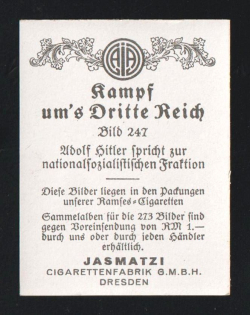 AJA
Kampf
um's Dritte Reich
Bild 247
Adolf Hitler spricht zur
nationalsozialistischen Fraktion
Diese Bilder liegen in den Packungen
unserer Ramses-Cigaretten
Sammelalben für die 273 Bilder sind
gegen Voreinsendung von RM 1.—
durch uns oder durch jeden Händler
erhältlich.
JASMATZI
CIGARETTENFABRIK G.M.B.H.
DRESDEN